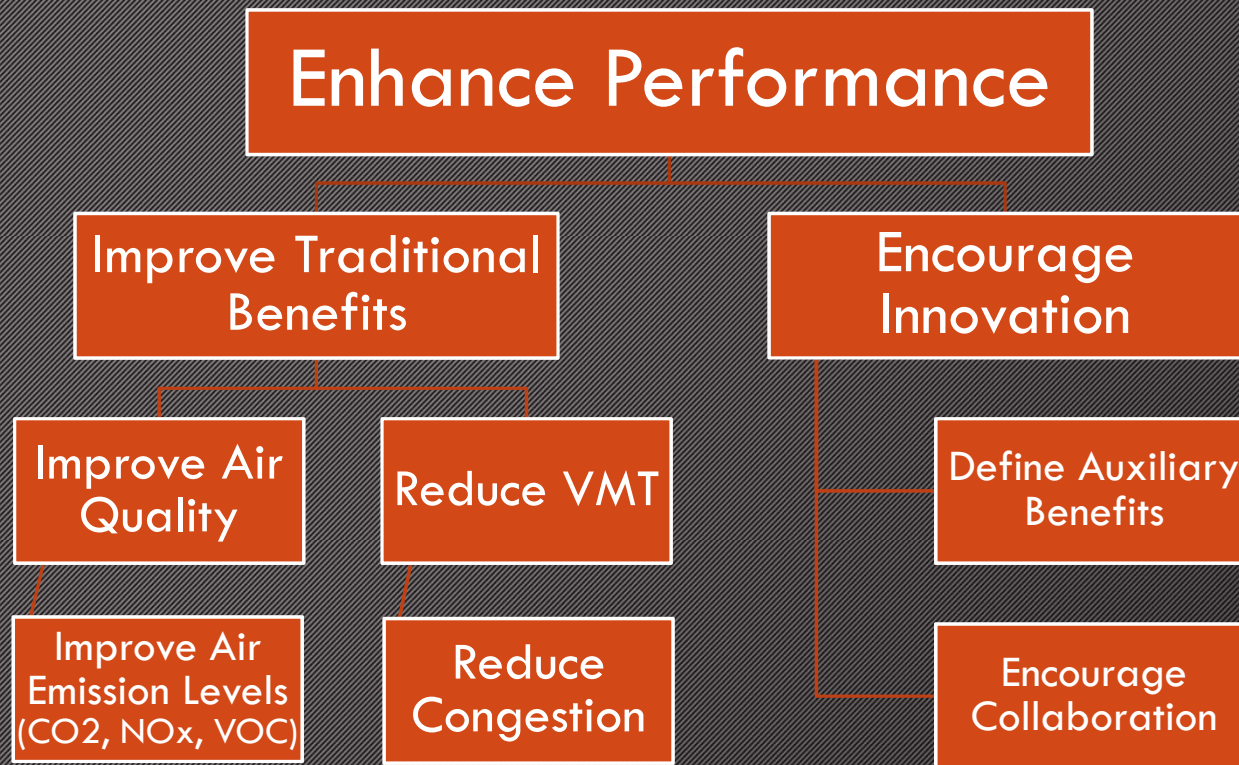 Enhance Performance
Improve Traditional
Benefits
Encourage
Innovation
Improve Air
Quality
Reduce VMT
Define Auxiliary
Benefits
Improve Air
Emission Levels
(CO2, NOx, VOC)
Reduce
Congestion
Encourage
Collaboration